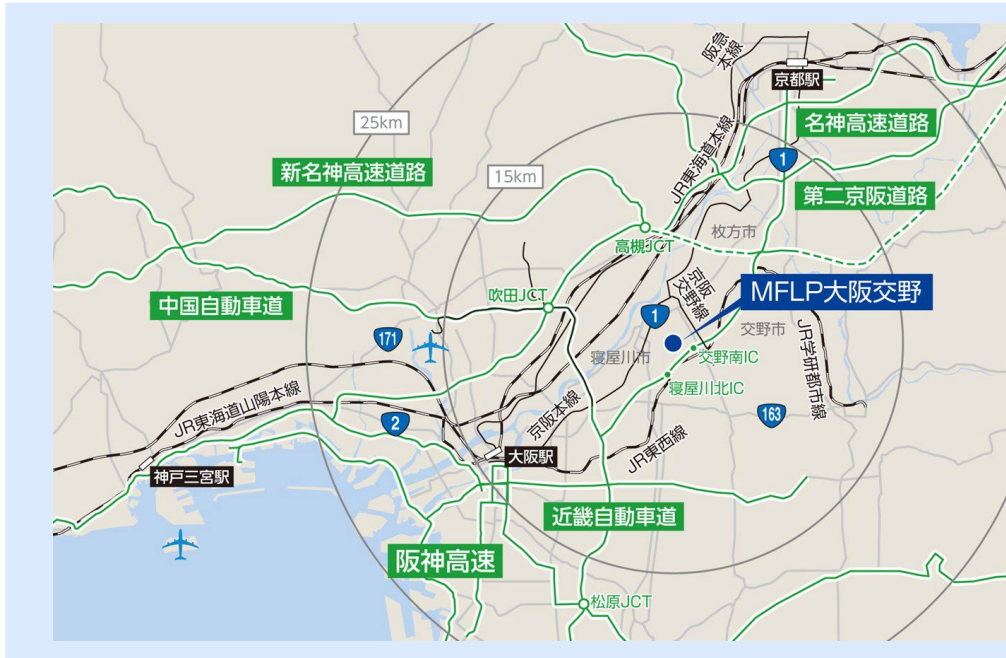 阪急
本線
京都駅
25km
名神高速道路
JR東海道本線
1
新名神高速道路
15km
第二京阪道路
枚方市
高槻JCT
京阪
交野線
MFLP大阪交野
吹田JCT
中国自動車道
1
交野市
171
寝屋川市
交野南IC
JR学研都市線
寝屋川北IC
JR東海道山陽本線
京阪本線
163
2
JR東西線
大阪駅
神戸三宮駅
近畿自動車道
阪神高速
松原JCT